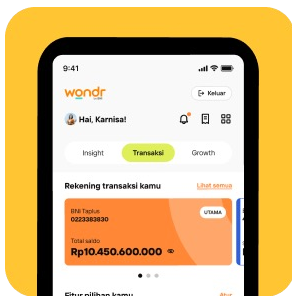 9:41
wondr
Keluar
Hai, Karnisa!
Insight Transaksi Growth
Rekening transaksi kamu
Lihat semua
BNI Taplus
0223383830
UTAMA
Total saldo
Rp10.450.600.000
Fitur pilihan kamu
Atur